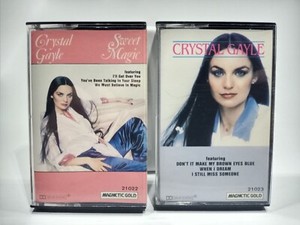 Crystal
Gayle
Sweet
Magic
featuring
I'll Get Over You
You've Been Talking In Your Sleep
We Must Believe In Magic
21022
MAGNETIC GOLD
CRYSTAL GAYLE
featuring
DON'T IT MAKE MY BROWN EYES BLUE
WHEN I DREAM
I STILL MISS SOMEONE
21023
MAGNETIC GOLD